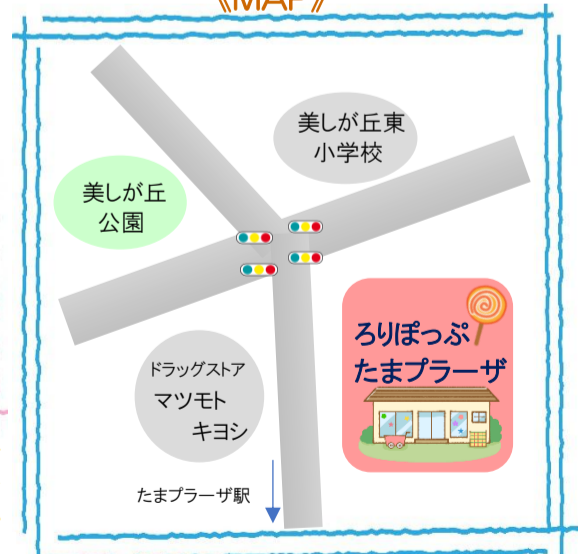 《MAP》
美しが丘東
小学校
美しが丘
公園
ろりぽっぷ
たまプラーザ
ドラッグストア
マツモト
キヨシ
たまプラーザ駅